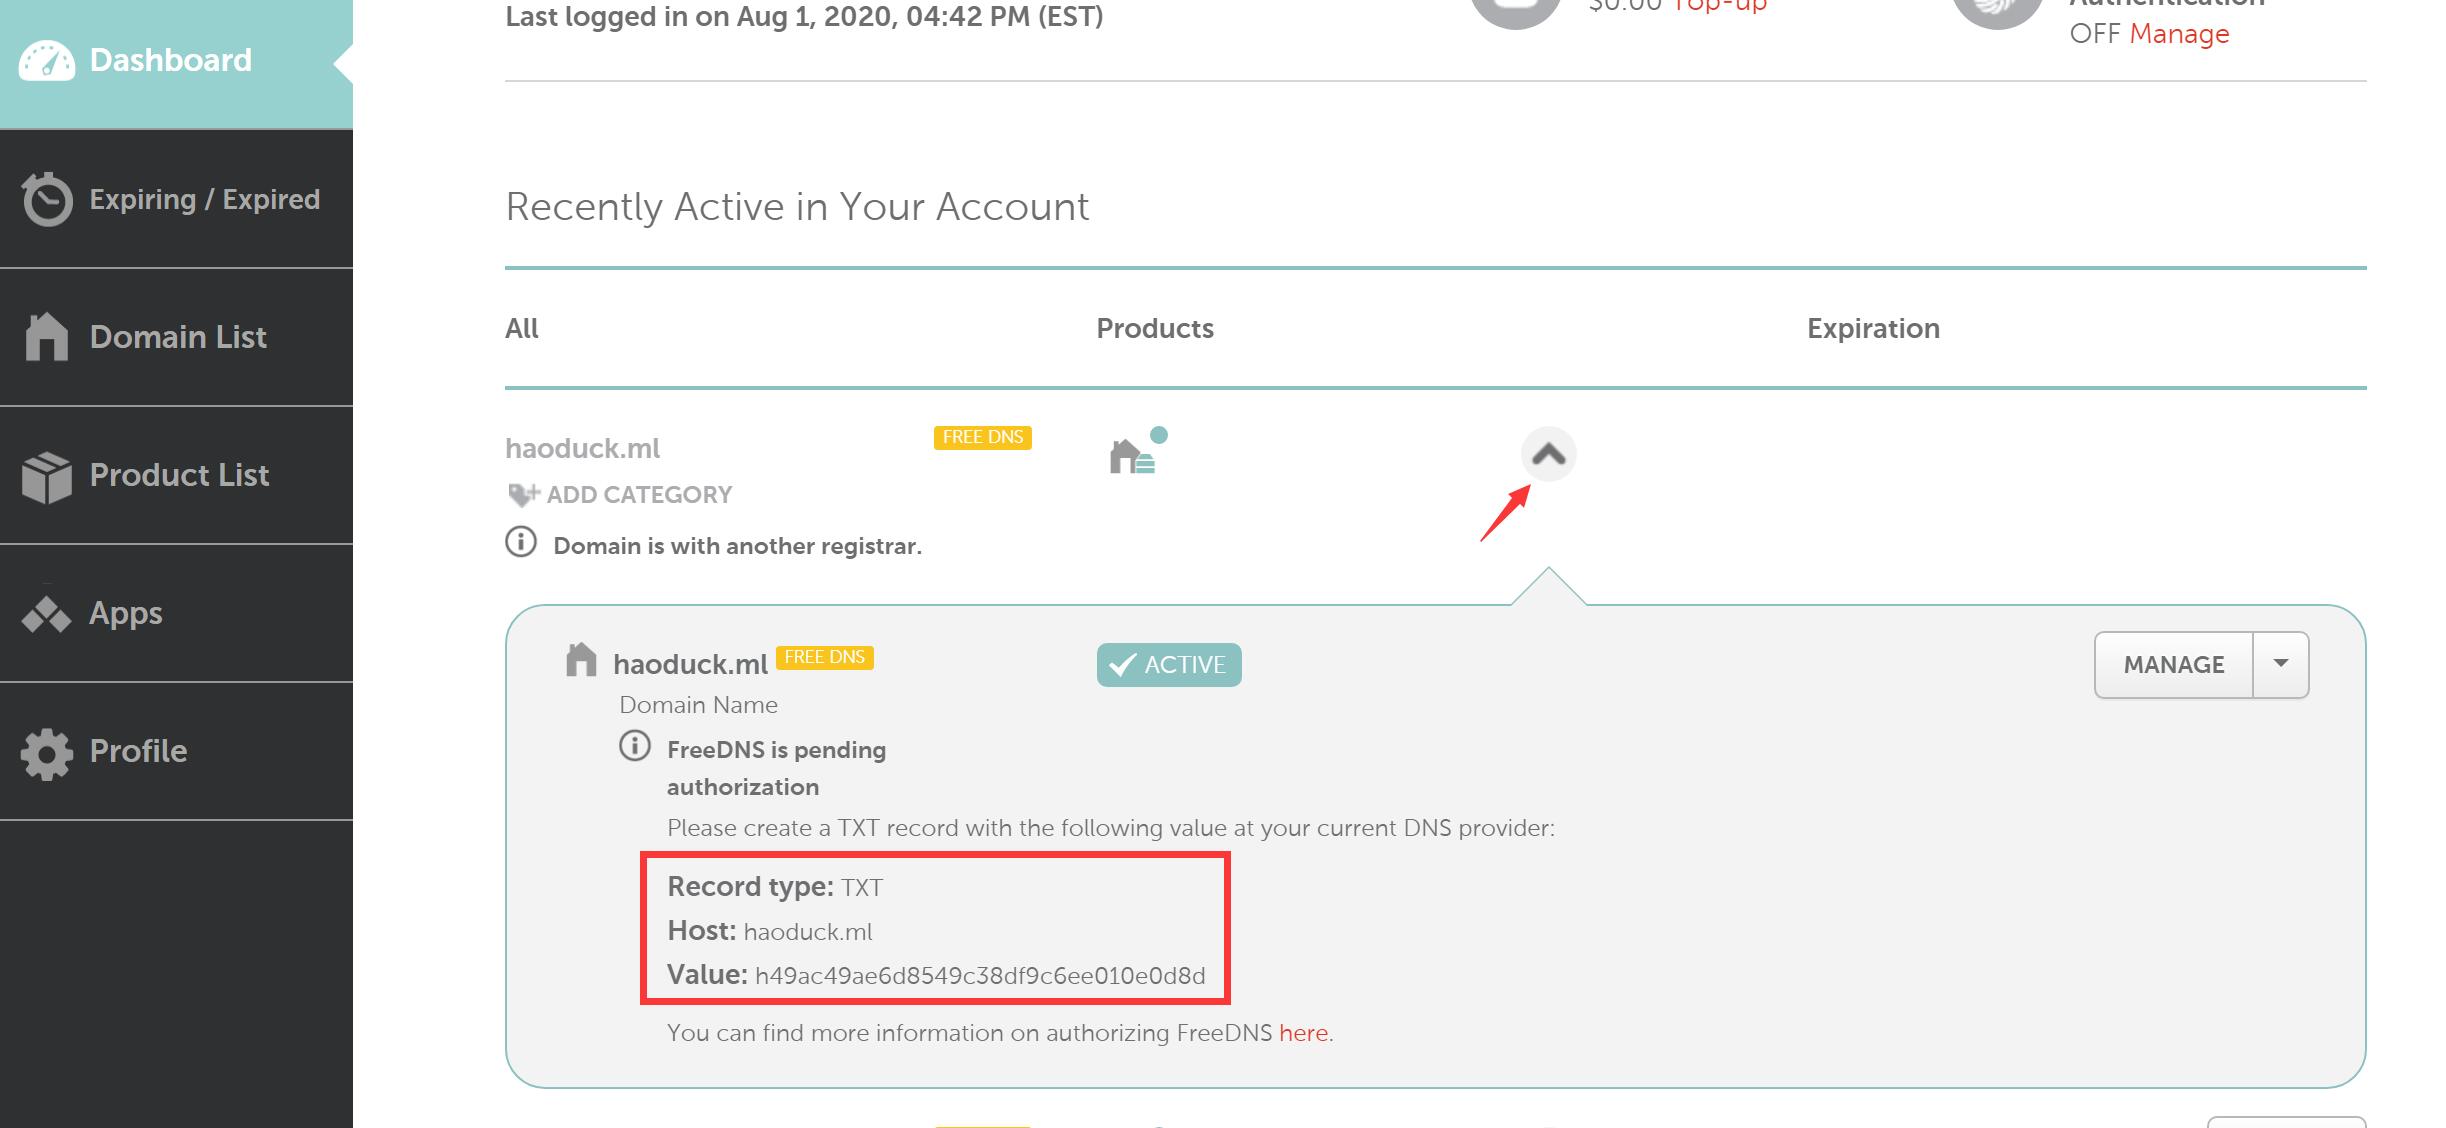 Last logged in on Aug 1, 2020, 04:42 PM (EST)
$0.00 Top-up
Authentication
OFF Manage
Dashboard
Expiring / Expired
Domain List
Product List
Apps
Profile
Recently Active in Your Account
All Products Expiration
haoduck.ml FREE DNS
ADD CATEGORY
Domain is with another registrar.
haoduck.ml FREE DNS ACTIVE MANAGE
Domain Name
FreeDNS is pending
authorization
Please create a TXT record with the following value at your current DNS provider:
Record type: TXT
Host: haoduck.ml
Value: h49ac49ae6d8549c38df9c6ee010e0d8d
You can find more information on authorizing FreeDNS here.